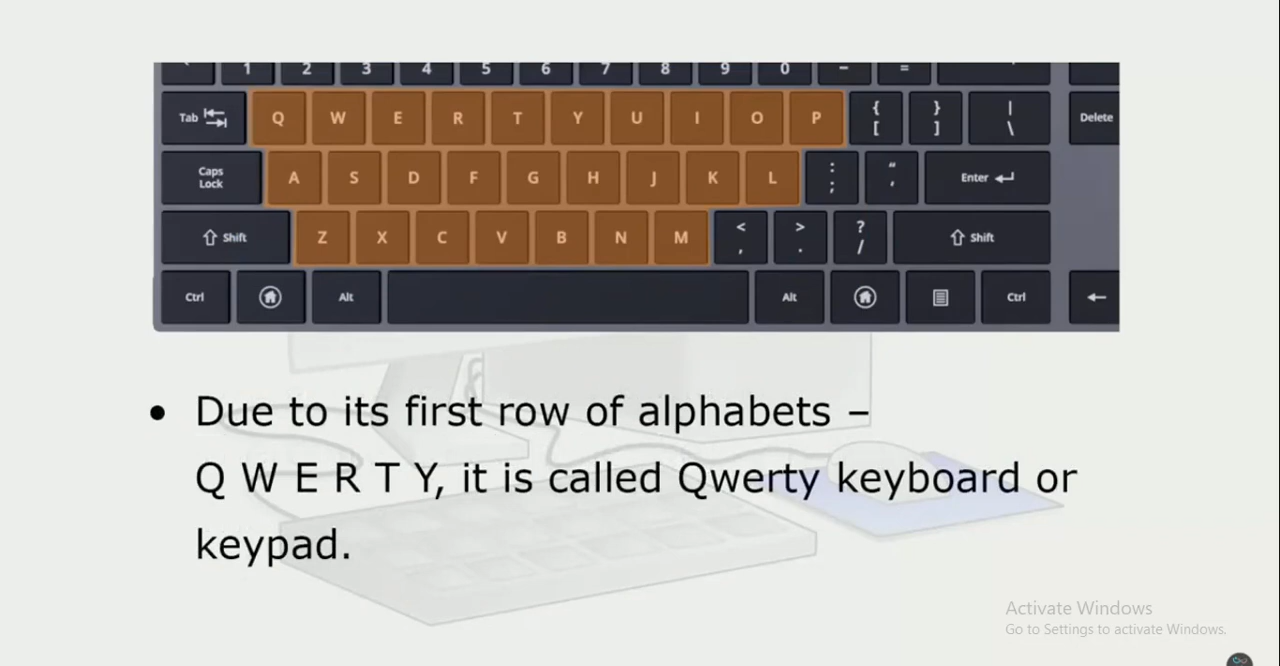 ` 1 2 3 4 5 6 7 8 9 0 - =
Tab Q W E R T Y U I O P { [ } ] | \ Delete
Caps Lock A S D F G H J K L : ; “ ‘ Enter
Shift Z X C V B N M < , > . ? / Shift
Ctrl Alt Alt Ctrl
• Due to its first row of alphabets –
Q W E R T Y, it is called Qwerty keyboard or
keypad.
Activate Windows
Go to Settings to activate Windows.